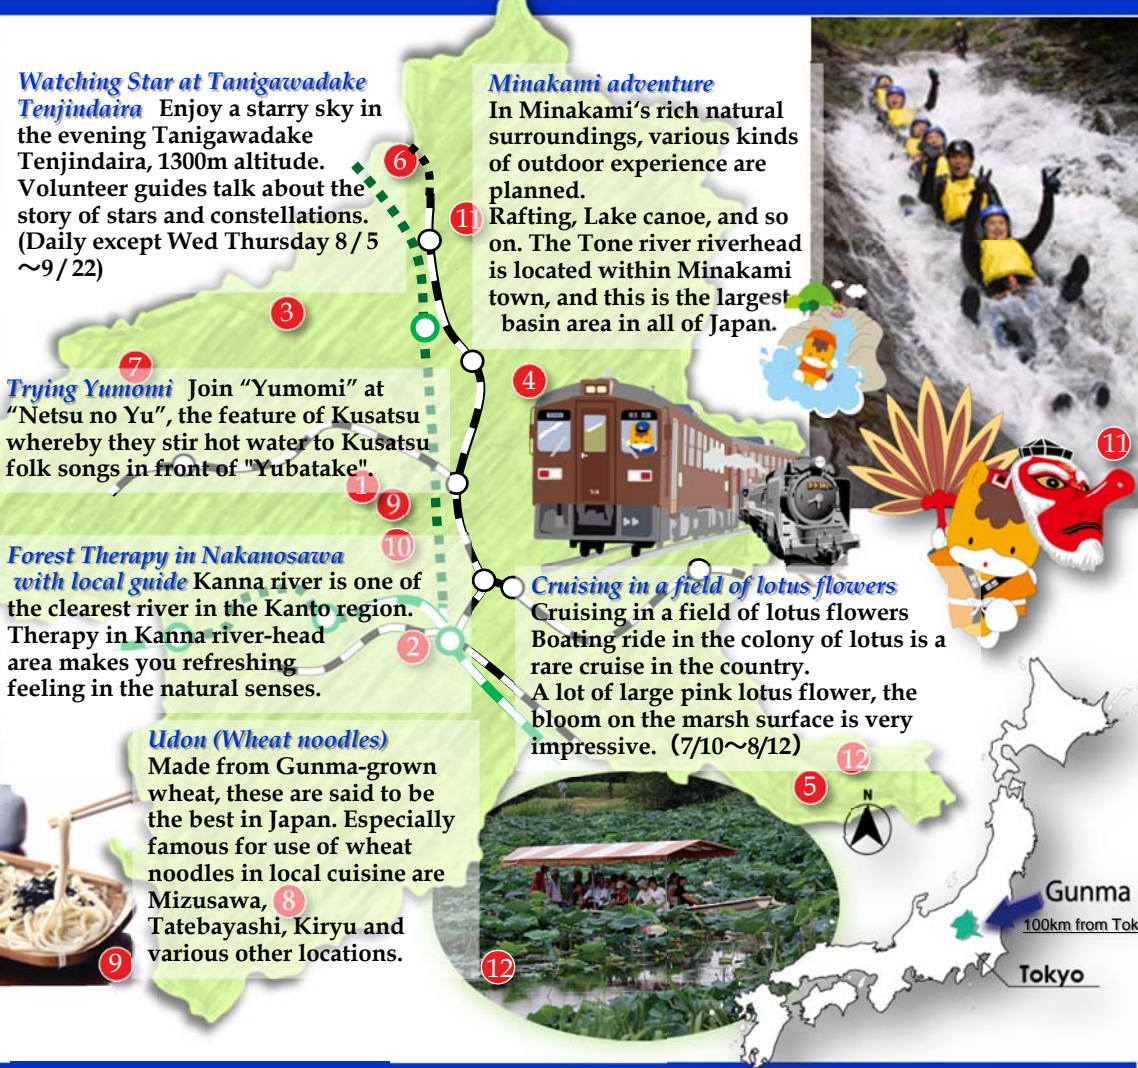 Watching Star at Tanigawadake
Tenjindaira Enjoy a starry sky in
the evening Tanigawadake
Tenjindaira, 1300m altitude.
Volunteer guides talk about the
story of stars and constellations.
(Daily except Wed Thursday 8 / 5
～9 / 22)
Minakami adventure
In Minakami‘s rich natural
surroundings, various kinds
of outdoor experience are
planned.
Rafting, Lake canoe, and so
on. The Tone river riverhead
is located within Minakami
town, and this is the largest
basin area in all of Japan.
6
11
3
7
4
11
Trying Yumomi Join “Yumomi” at
“Netsu no Yu”, the feature of Kusatsu
whereby they stir hot water to Kusatsu
folk songs in front of "Yubatake".
1
9
10
Forest Therapy in Nakanosawa
with local guide Kanna river is one of
the clearest river in the Kanto region.
Therapy in Kanna river-head
area makes you refreshing
feeling in the natural senses.
2
Cruising in a field of lotus flowers
Cruising in a field of lotus flowers
Boating ride in the colony of lotus is a
rare cruise in the country.
A lot of large pink lotus flower, the
bloom on the marsh surface is very
impressive.（7/10～8/12）
12
5
N
Udon (Wheat noodles)
Made from Gunma-grown
wheat, these are said to be
the best in Japan. Especially
famous for use of wheat
noodles in local cuisine are
Mizusawa,
Tatebayashi, Kiryu and
various other locations.
8
9
12
Gunma
100km from Tok
Tokyo